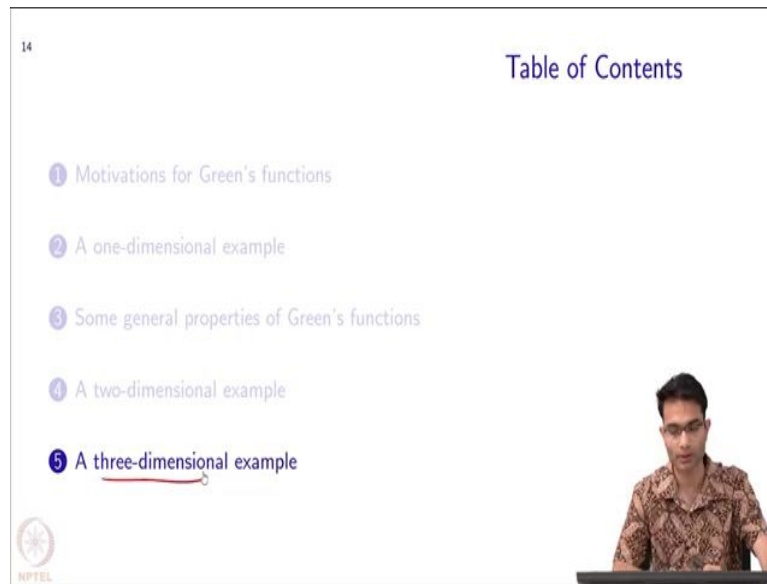 14
Table of Contents
1 Motivations for Green's functions
2 A one-dimensional example
3 Some general properties of Green's functions
4 A two-dimensional example
5 A three-dimensional example
NPTEL